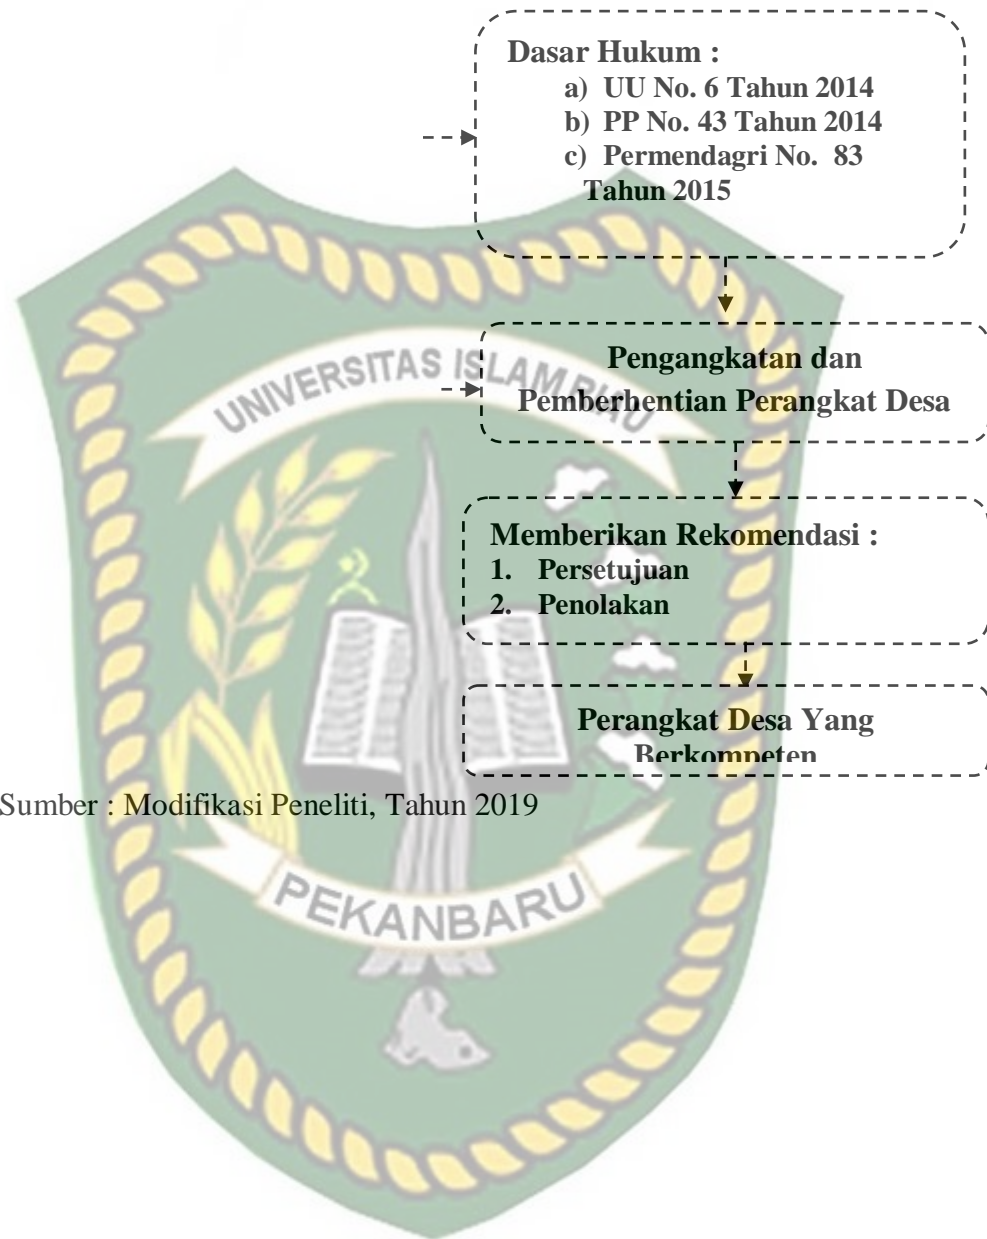 Dasar Hukum :
a) UU No. 6 Tahun 2014
b) PP No. 43 Tahun 2014
c) Permendagri No. 83
Tahun 2015
UNIVERSITAS ISLAM RIAU
Pengangkatan dan
Pemberhentian Perangkat Desa
Memberikan Rekomendasi :
1. Persetujuan
2. Penolakan
Perangkat Desa Yang
Berkompeten
Sumber : Modifikasi Peneliti, Tahun 2019
PEKANBARU